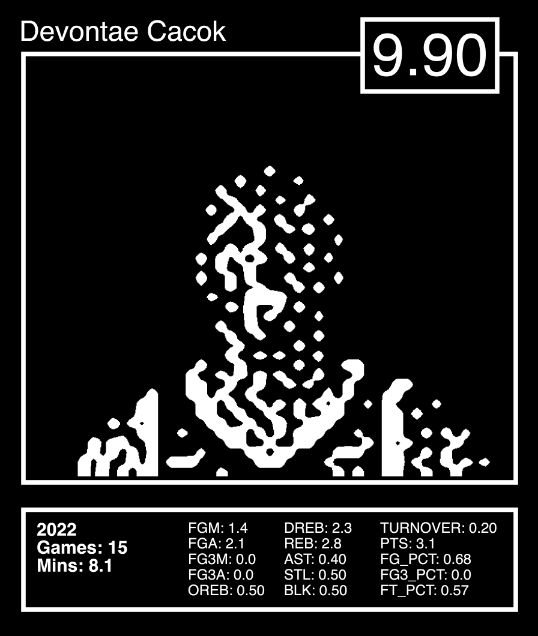 Devontae Cacok
9.90
2022
Games: 15
Mins: 8.1
FGM: 1.4
FGA: 2.1
FG3M: 0.0
FG3A: 0.0
OREB: 0.50
DREB: 2.3
REB: 2.8
AST: 0.40
STL: 0.50
BLK: 0.50
TURNOVER: 0.20
PTS: 3.1
FG_PCT: 0.68
FG3_PCT: 0.0
FT_PCT: 0.57